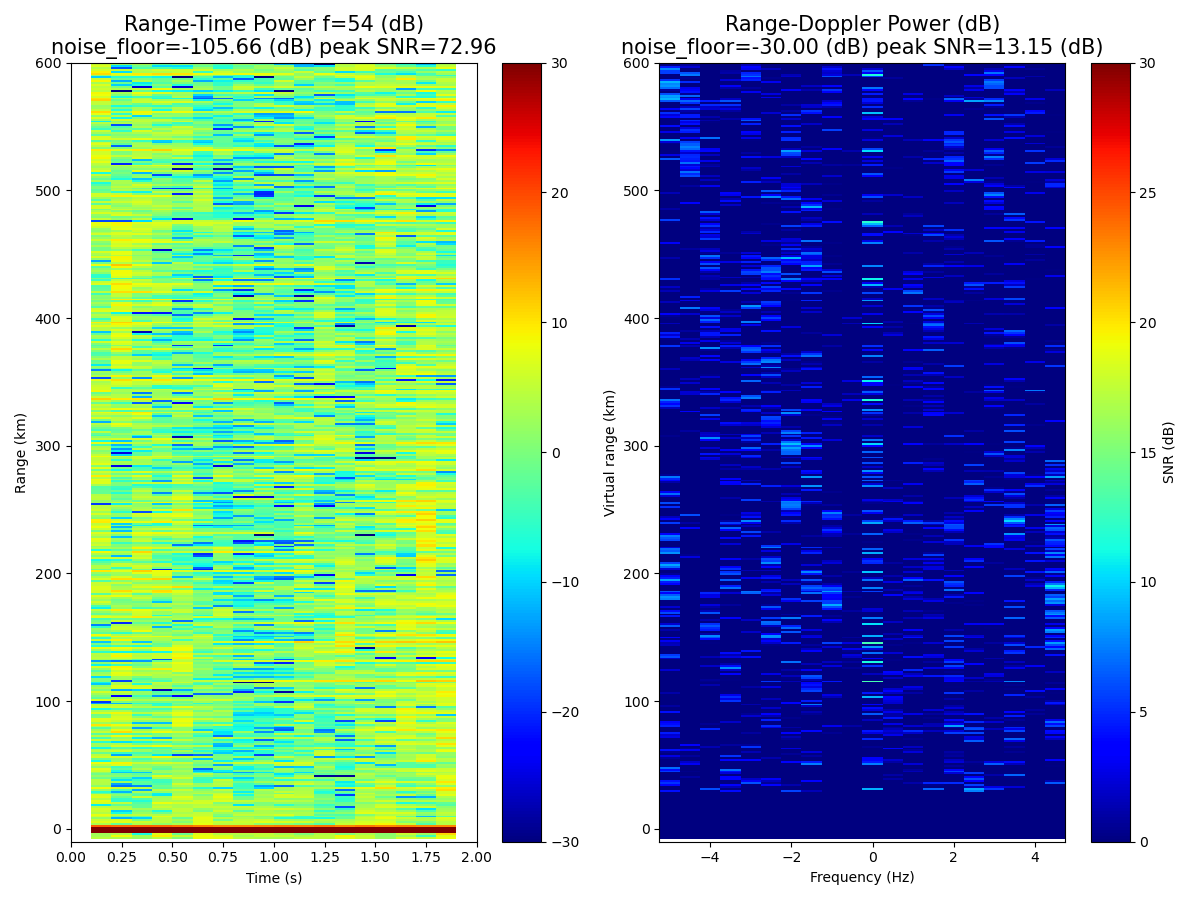 Range-Time Power f=54 (dB)
noise_floor=-105.66 (dB) peak SNR=72.96
Range-Doppler Power (dB)
noise_floor=-30.00 (dB) peak SNR=13.15 (dB)
Range (km)
600
500
400
300
200
100
0
0.00 0.25 0.50 0.75 1.00 1.25 1.50 1.75 2.00
Time (s)
30
20
10
0
−10
−20
−30
Virtual range (km)
600
500
400
300
200
100
0
−4 −2 0 2 4
Frequency (Hz)
30
25
20
15
10
5
0
SNR (dB)